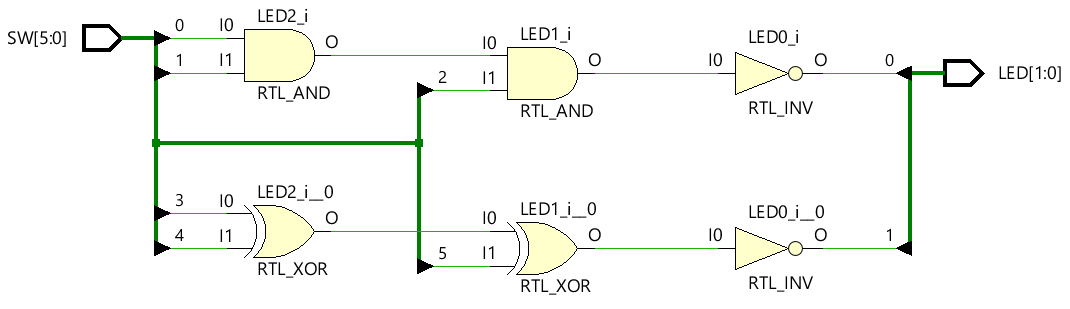 LED2_i
SW[5:0]
0 I0
O
1 I1
RTL_AND
LED1_i
I0
O
2 I1
RTL_AND
LED0_i
I0 O
RTL_INV
0
LED[1:0]
LED2_i__0
3 I0
O
4 I1
RTL_XOR
LED1_i__0
I0
O
5 I1
RTL_XOR
LED0_i__0
I0 O
RTL_INV
1